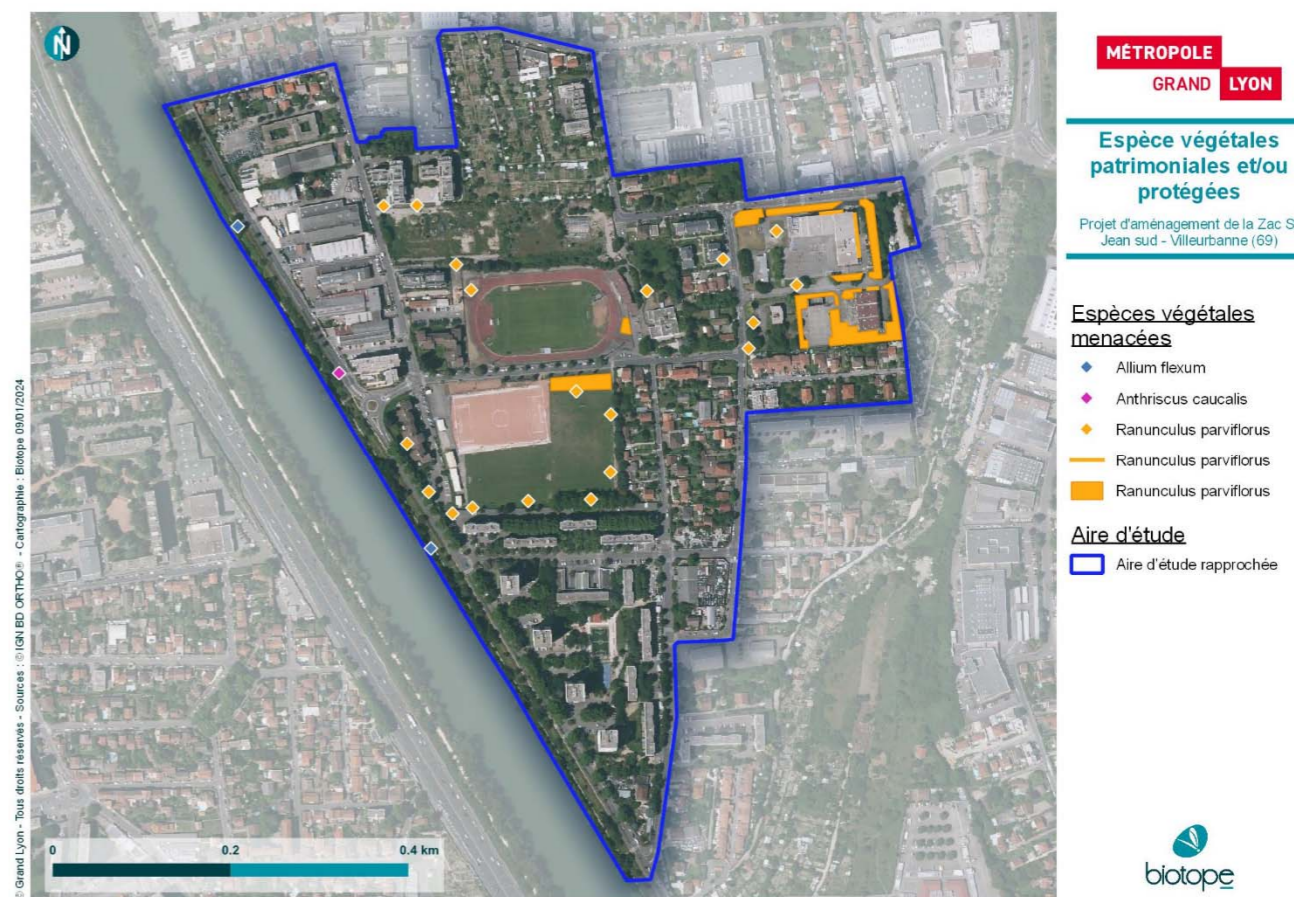 N
MÉTROPOLE
GRAND LYON
Espèce végétales
patrimoniales et/ou
protégées
Projet d'aménagement de la Zac S
Jean sud - Villeurbanne (69)
Espèces végétales
menacées
Allium flexum
Anthriscus caucalis
Ranunculus parviflorus
Ranunculus parviflorus
Ranunculus parviflorus
Aire d'étude
Aire d'étude rapprochée
0 0.2 0.4 km
© Grand Lyon - Tous droits réservés - Sources : © IGN BD ORTHO® - Cartographie : Biotope 09/01/2024
biotope